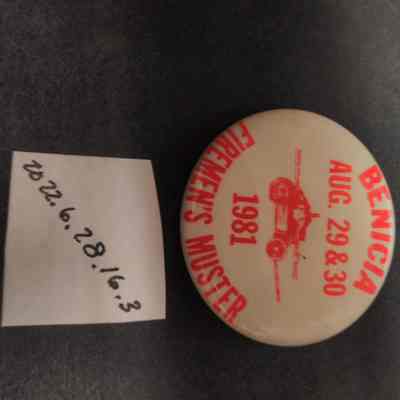 2022.6.28.16.3
BENICIA
AUG. 29 & 30
1981
FIREMEN'S MUSTER